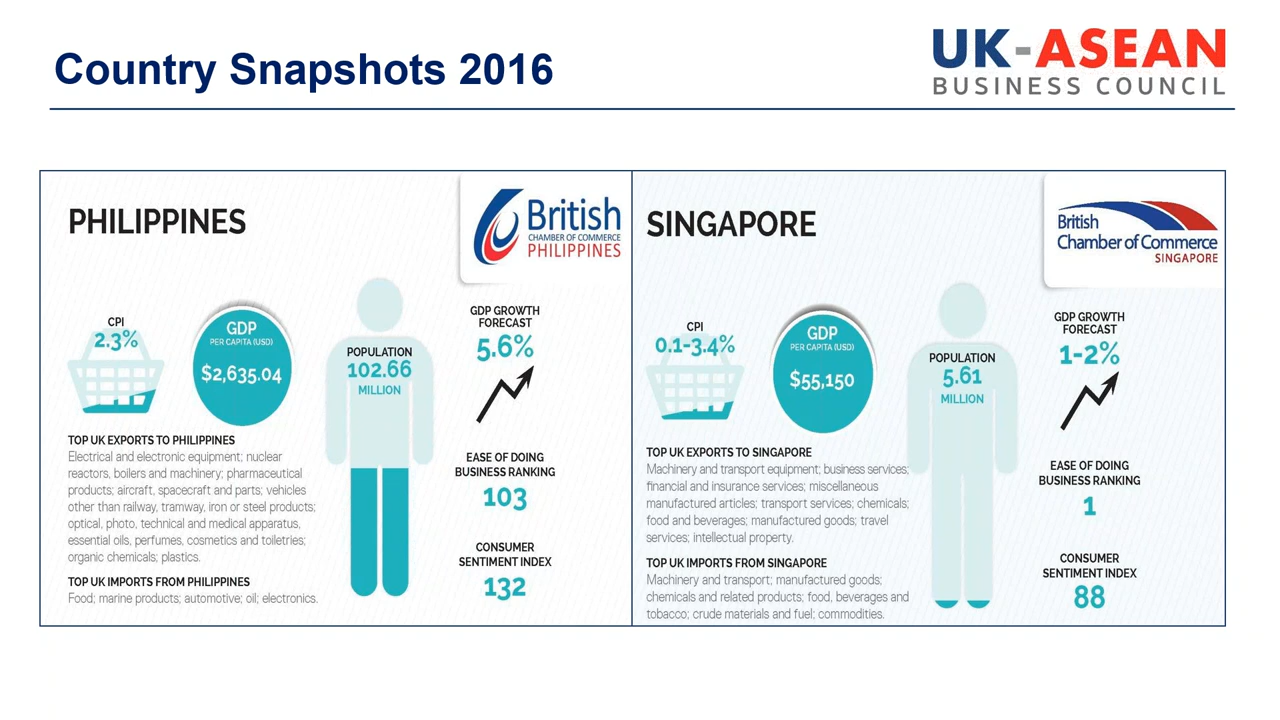 Country Snapshots 2016
UK-ASEAN
BUSINESS COUNCIL
PHILIPPINES
British
CHAMBER OF COMMERCE
PHILIPPINES
CPI
2.3%
GDP
PER CAPITA (USD)
$2,635.04
POPULATION
102.66
MILLION
GDP GROWTH
FORECAST
5.6%
TOP UK EXPORTS TO PHILIPPINES
Electrical and electronic equipment; nuclear
reactors, boilers and machinery; pharmaceutical
products; aircraft, spacecraft and parts; vehicles
other than railway, tramway, iron or steel products;
optical, photo, technical and medical apparatus,
essential oils, perfumes, cosmetics and toiletries;
organic chemicals; plastics.
TOP UK IMPORTS FROM PHILIPPINES
Food; marine products; automotive; oil; electronics.
EASE OF DOING
BUSINESS RANKING
103
CONSUMER
SENTIMENT INDEX
132
SINGAPORE
British
Chamber of Commerce
SINGAPORE
CPI
0.1-3.4%
GDP
PER CAPITA (USD)
$55,150
POPULATION
5.61
MILLION
GDP GROWTH
FORECAST
1-2%
TOP UK EXPORTS TO SINGAPORE
Machinery and transport equipment; business services;
financial and insurance services; miscellaneous
manufactured articles; transport services; chemicals;
food and beverages; manufactured goods; travel
services; intellectual property.
TOP UK IMPORTS FROM SINGAPORE
Machinery and transport; manufactured goods;
chemicals and related products; food, beverages and
tobacco; crude materials and fuel; commodities.
EASE OF DOING
BUSINESS RANKING
1
CONSUMER
SENTIMENT INDEX
88